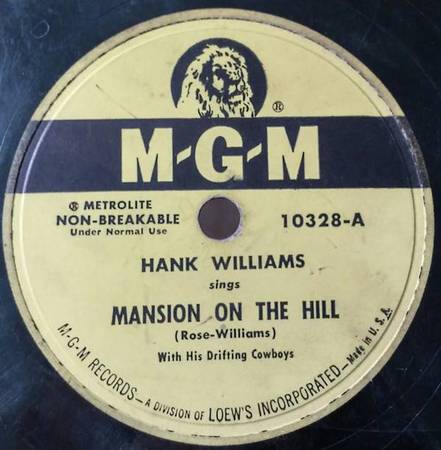 ®
M-G-M
® METROLITE
NON-BREAKABLE
Under Normal Use
10328-A
HANK WILLIAMS
sings
MANSION ON THE HILL
(Rose-Williams)
With His Drifting Cowboys
M-G-M RECORDS—A DIVISION OF LOEW'S INCORPORATED—Made in U. S. A.